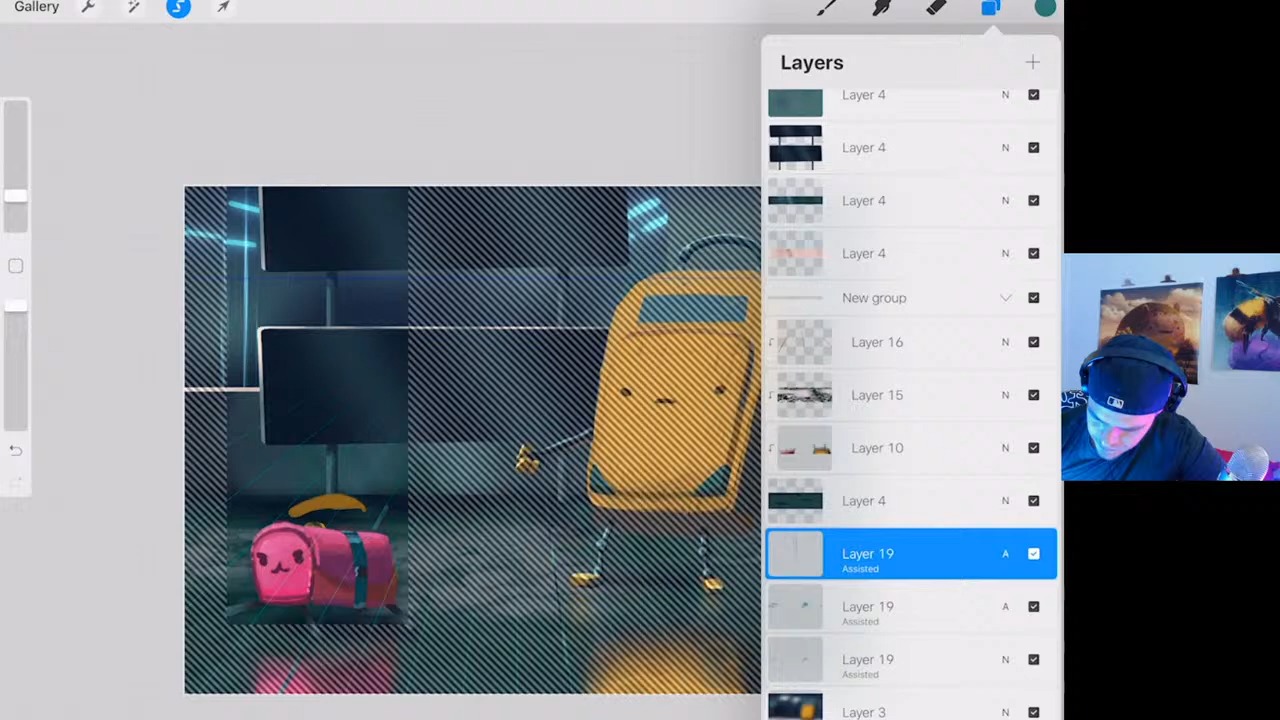 Gallery
Layers
Layer 4 N
Layer 4 N
Layer 4 N
Layer 4 N
New group
Layer 16 N
Layer 15 N
Layer 10 N
Layer 4 N
Layer 19 A
Assisted
Layer 19 A
Assisted
Layer 19 N
Assisted
Layer 3 N